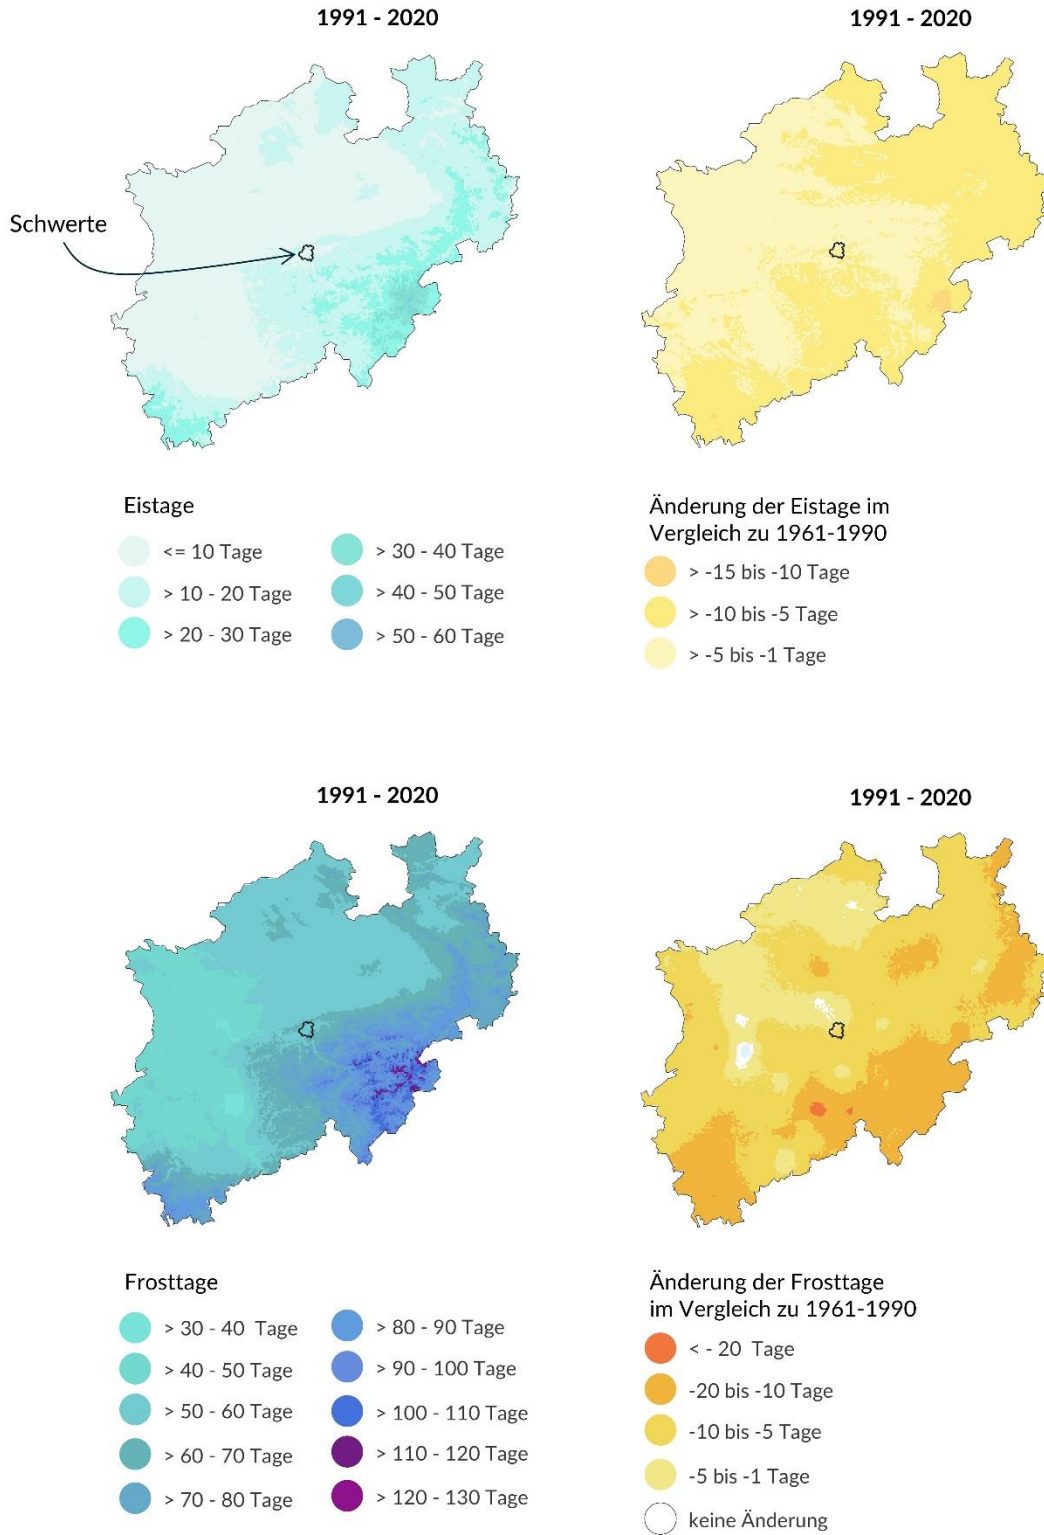 1991 - 2020
1991 - 2020
Schwerte
Eistage
<= 10 Tage
> 10 - 20 Tage
> 20 - 30 Tage
> 30 - 40 Tage
> 40 - 50 Tage
> 50 - 60 Tage
Änderung der Eistage im
Vergleich zu 1961-1990
> -15 bis -10 Tage
> -10 bis -5 Tage
> -5 bis -1 Tage
1991 - 2020
1991 - 2020
Frosttage
> 30 - 40 Tage
> 40 - 50 Tage
> 50 - 60 Tage
> 60 - 70 Tage
> 70 - 80 Tage
> 80 - 90 Tage
> 90 - 100 Tage
> 100 - 110 Tage
> 110 - 120 Tage
> 120 - 130 Tage
Änderung der Frosttage
im Vergleich zu 1961-1990
< - 20 Tage
-20 bis -10 Tage
-10 bis -5 Tage
-5 bis -1 Tage
keine Änderung